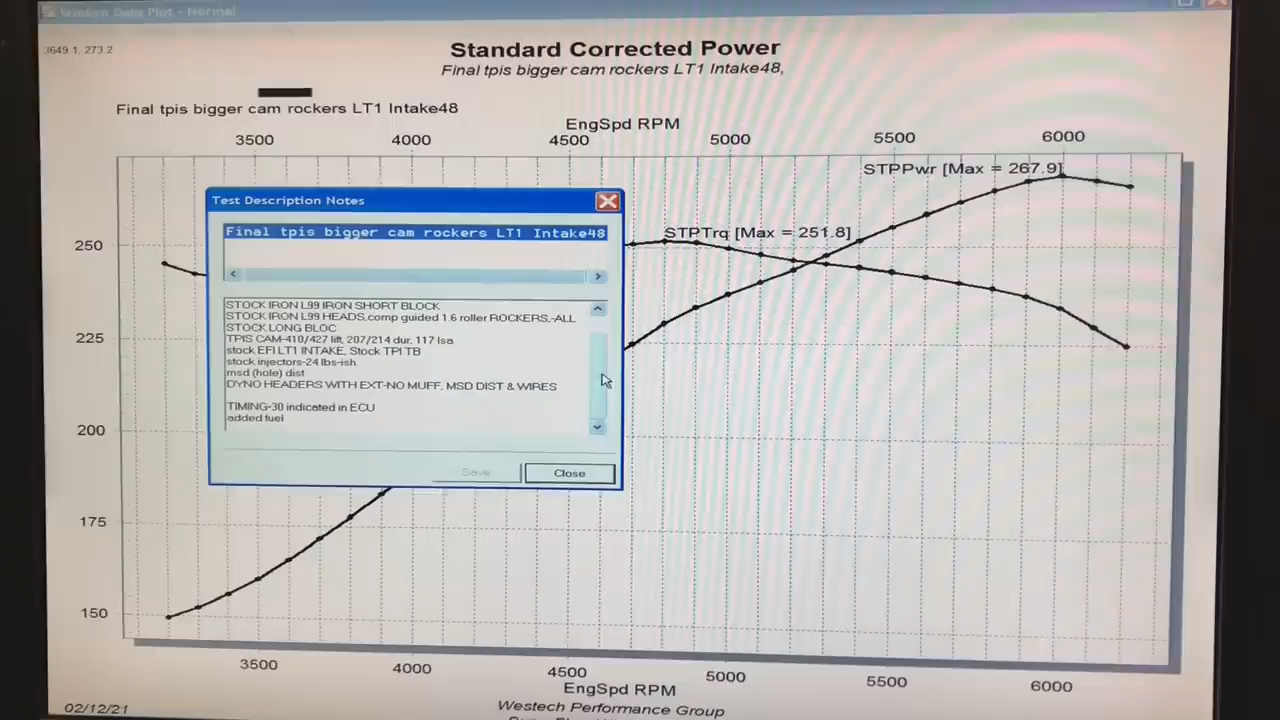 SuperFlow Data Plot - Normal
3649.1, 273.2
Standard Corrected Power
Final tpis bigger cam rockers LT1 Intake48,
Final tpis bigger cam rockers LT1 Intake48
EngSpd RPM
3500 4000 4500 5000 5500 6000
STPPwr [Max = 267.9]
STPTrq [Max = 251.8]
250
225
200
175
150
Test Description Notes
Final tpis bigger cam rockers LT1 Intake48
STOCK IRON L99 IRON SHORT BLOCK
STOCK IRON L99 HEADS,comp guided 1.6 roller ROCKERS,-ALL
STOCK LONG BLOC
TPIS CAM-410/427 lift, 207/214 dur, 117 lsa
stock EFI LT1 INTAKE, Stock TPI TB
stock injectors-24 lbs-ish.
msd (hole) dist
DYNO HEADERS WITH EXT-NO MUFF, MSD DIST & WIRES
TIMING-30 indicated in ECU
added fuel
Save
Close
3500 4000 4500 5000 5500 6000
EngSpd RPM
02/12/21
Westech Performance Group